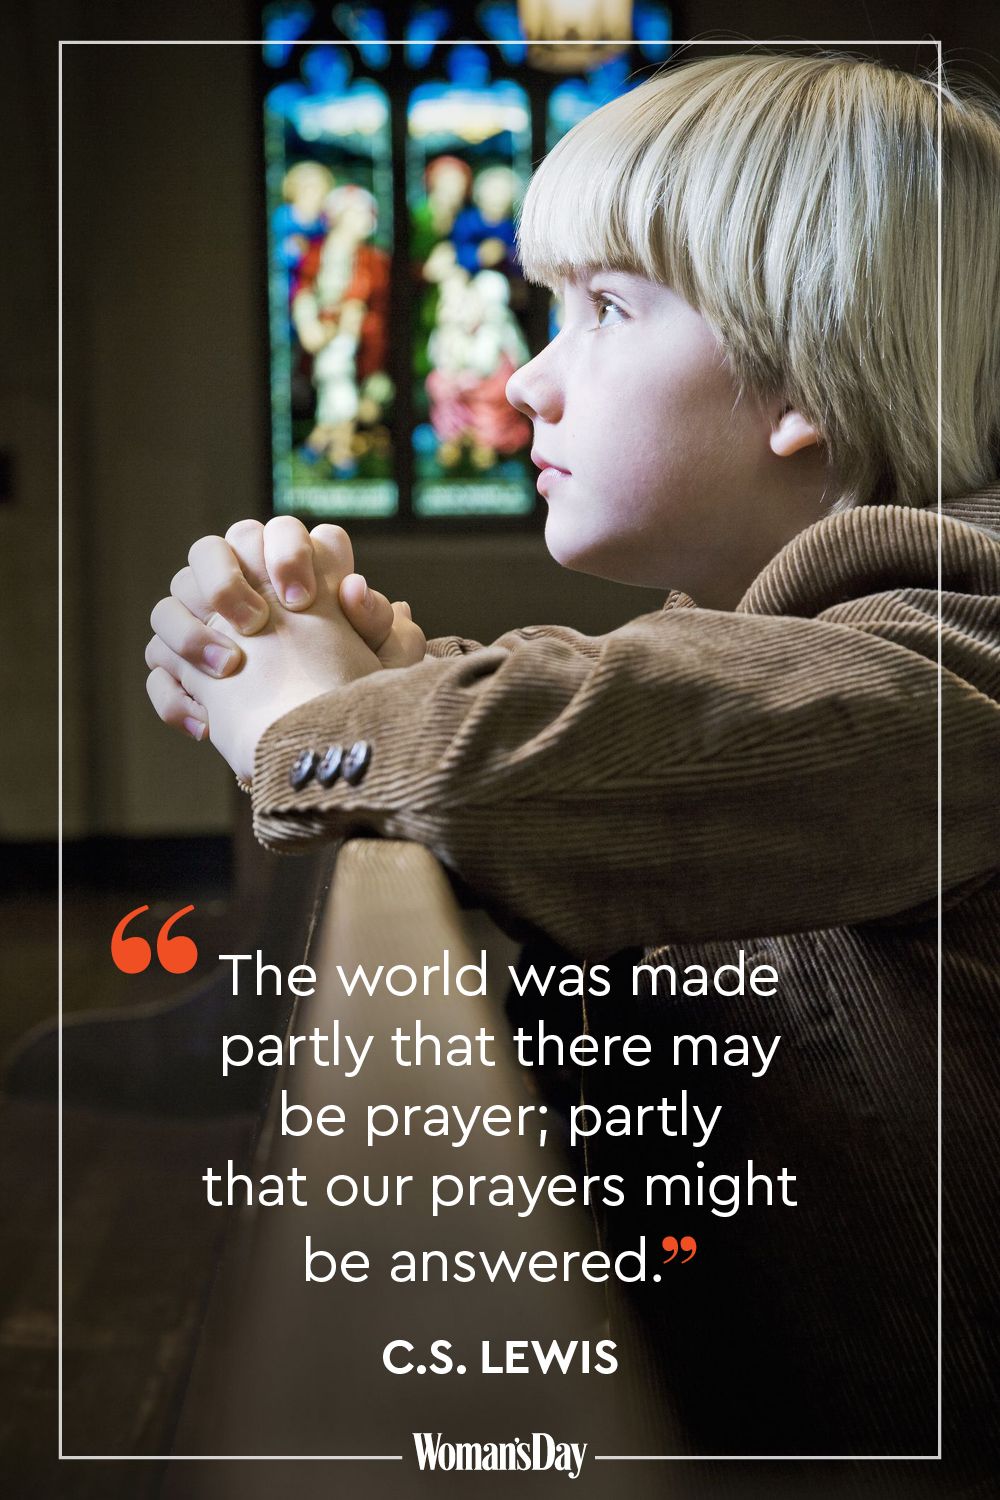 “The world was made
partly that there may
be prayer; partly
that our prayers might
be answered.”
C.S. LEWIS
Woman'sDay